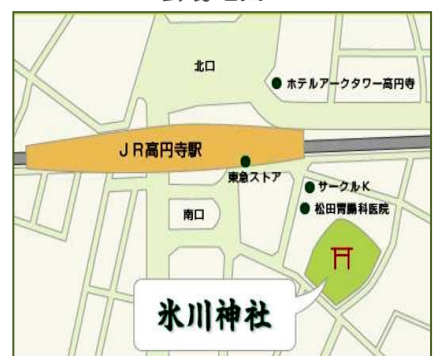 北口
ホテルアークタワー高円寺
JR高円寺駅
東急ストア
サークルK
南口
松田胃腸科医院
氷川神社